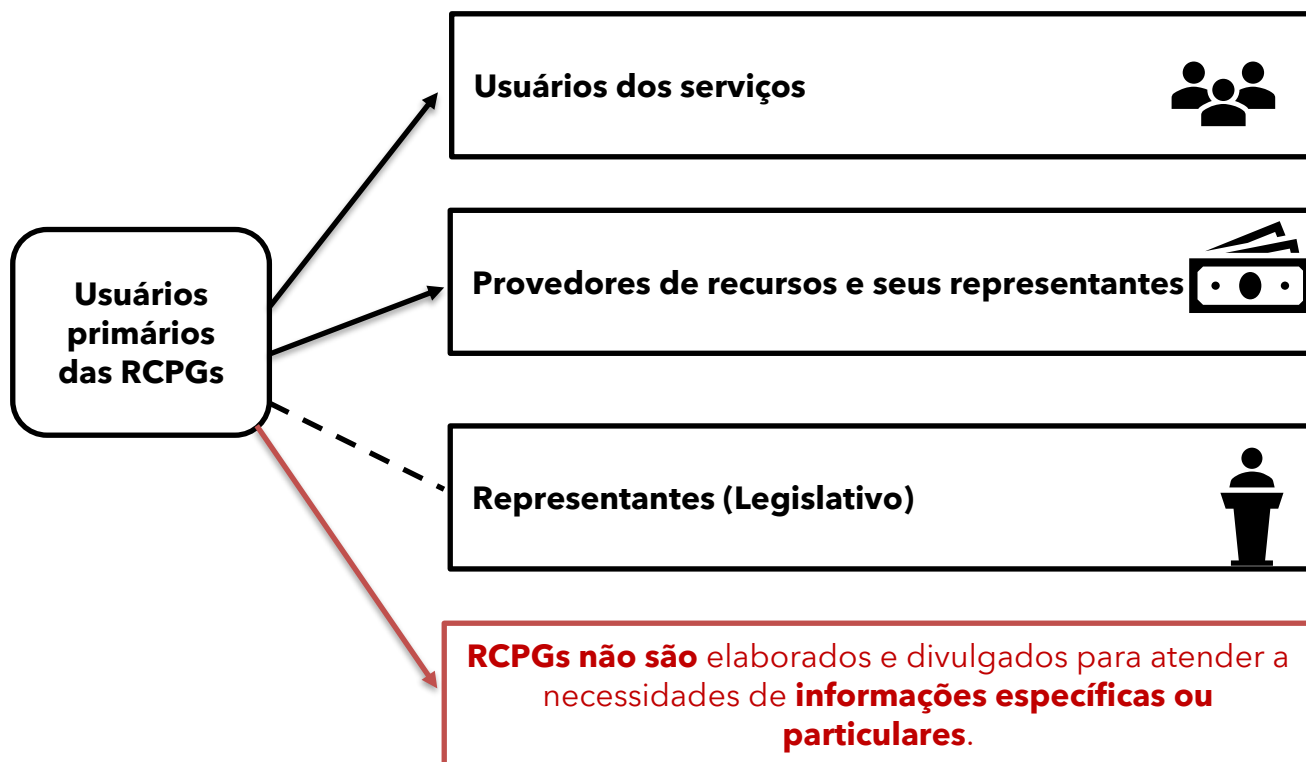 Usuários dos serviços
Provedores de recursos e seus representantes
Usuários
primários
das RCPGs
Representantes (Legislativo)
RCPGs não são elaborados e divulgados para atender a
necessidades de informações específicas ou
particulares.